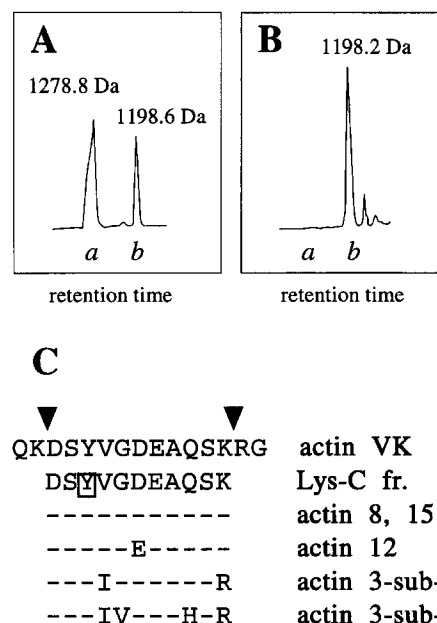 A
1278.8 Da
1198.6 Da
a b
retention time
B
1198.2 Da
a b
retention time
C
QKDSYVGDEAQSKRG actin VK
DSYVGDEAQSK Lys-C fr.
----------- actin 8, 15
-----E----- actin 12
---I------R actin 3-sub-
---IV---H-R actin 3-sub-